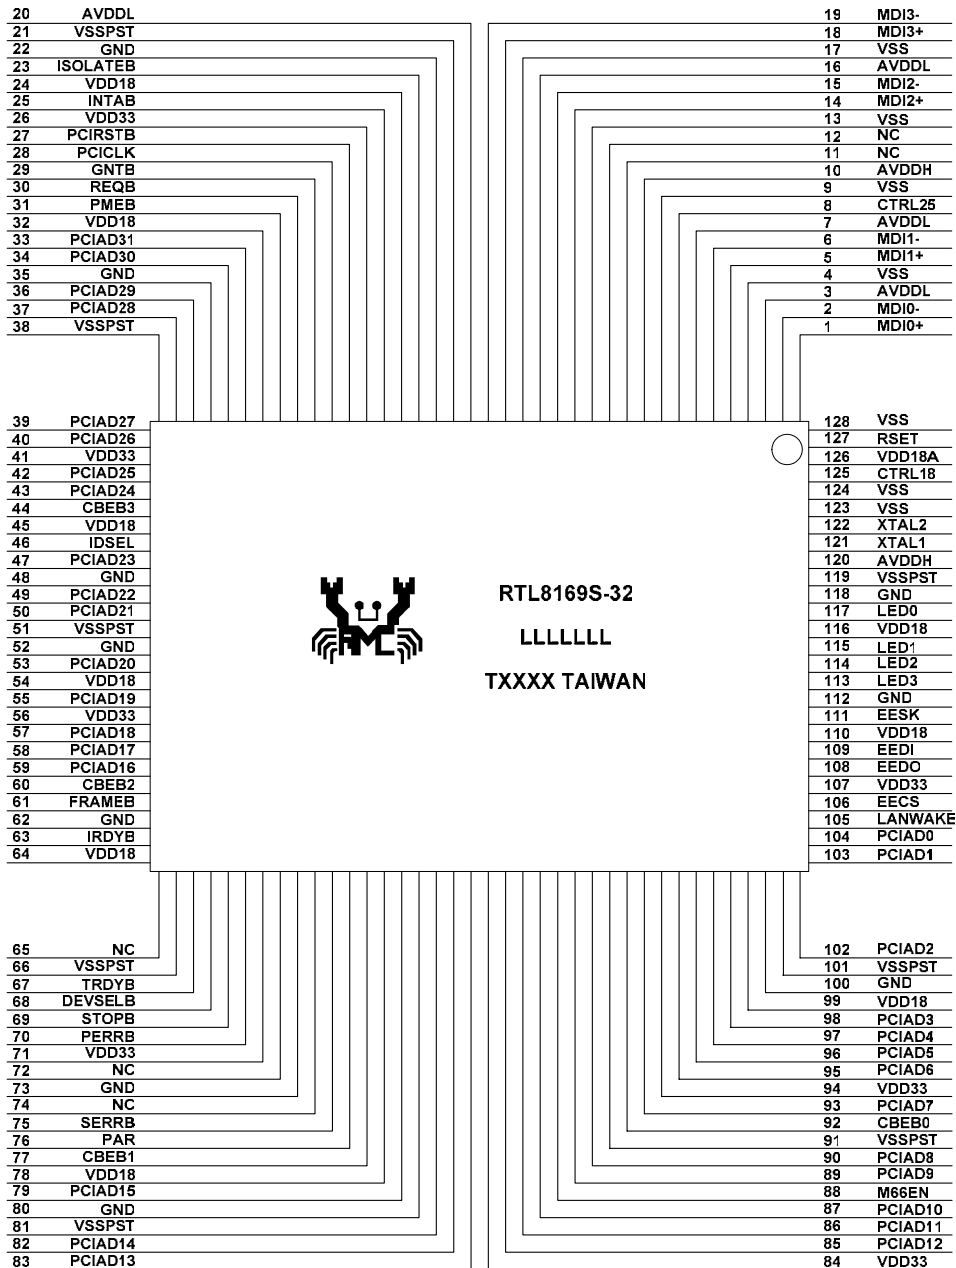 20 AVDDL
21 VSSPST
22 GND
23 ISOLATEB
24 VDD18
25 INTAB
26 VDD33
27 PCIRSTB
28 PCICLK
29 GNTB
30 REQB
31 PMEB
32 VDD18
33 PCIAD31
34 PCIAD30
35 GND
36 PCIAD29
37 PCIAD28
38 VSSPST
19 MDI3-
18 MDI3+
17 VSS
16 AVDDL
15 MDI2-
14 MDI2+
13 VSS
12 NC
11 NC
10 AVDDH
9 VSS
8 CTRL25
7 AVDDL
6 MDI1-
5 MDI1+
4 VSS
3 AVDDL
2 MDI0-
1 MDI0+
39 PCIAD27
40 PCIAD26
41 VDD33
42 PCIAD25
43 PCIAD24
44 CBEB3
45 VDD18
46 IDSEL
47 PCIAD23
48 GND
49 PCIAD22
50 PCIAD21
51 VSSPST
52 GND
53 PCIAD20
54 VDD18
55 PCIAD19
56 VDD33
57 PCIAD18
58 PCIAD17
59 PCIAD16
60 CBEB2
61 FRAMEB
62 GND
63 IRDYB
64 VDD18
RTL8169S-32
LLLLLLL
TXXXX TAIWAN
128 VSS
127 RSET
126 VDD18A
125 CTRL18
124 VSS
123 VSS
122 XTAL2
121 XTAL1
120 AVDDH
119 VSSPST
118 GND
117 LED0
116 VDD18
115 LED1
114 LED2
113 LED3
112 GND
111 EESK
110 VDD18
109 EEDI
108 EEDO
107 VDD33
106 EECS
105 LANWAKE
104 PCIAD0
103 PCIAD1
65 NC
66 VSSPST
67 TRDYB
68 DEVSELB
69 STOPB
70 PERRB
71 VDD33
72 NC
73 GND
74 NC
75 SERRB
76 PAR
77 CBEB1
78 VDD18
79 PCIAD15
80 GND
81 VSSPST
82 PCIAD14
83 PCIAD13
102 PCIAD2
101 VSSPST
100 GND
99 VDD18
98 PCIAD3
97 PCIAD4
96 PCIAD5
95 PCIAD6
94 VDD33
93 PCIAD7
92 CBEB0
91 VSSPST
90 PCIAD8
89 PCIAD9
88 M66EN
87 PCIAD10
86 PCIAD11
85 PCIAD12
84 VDD33